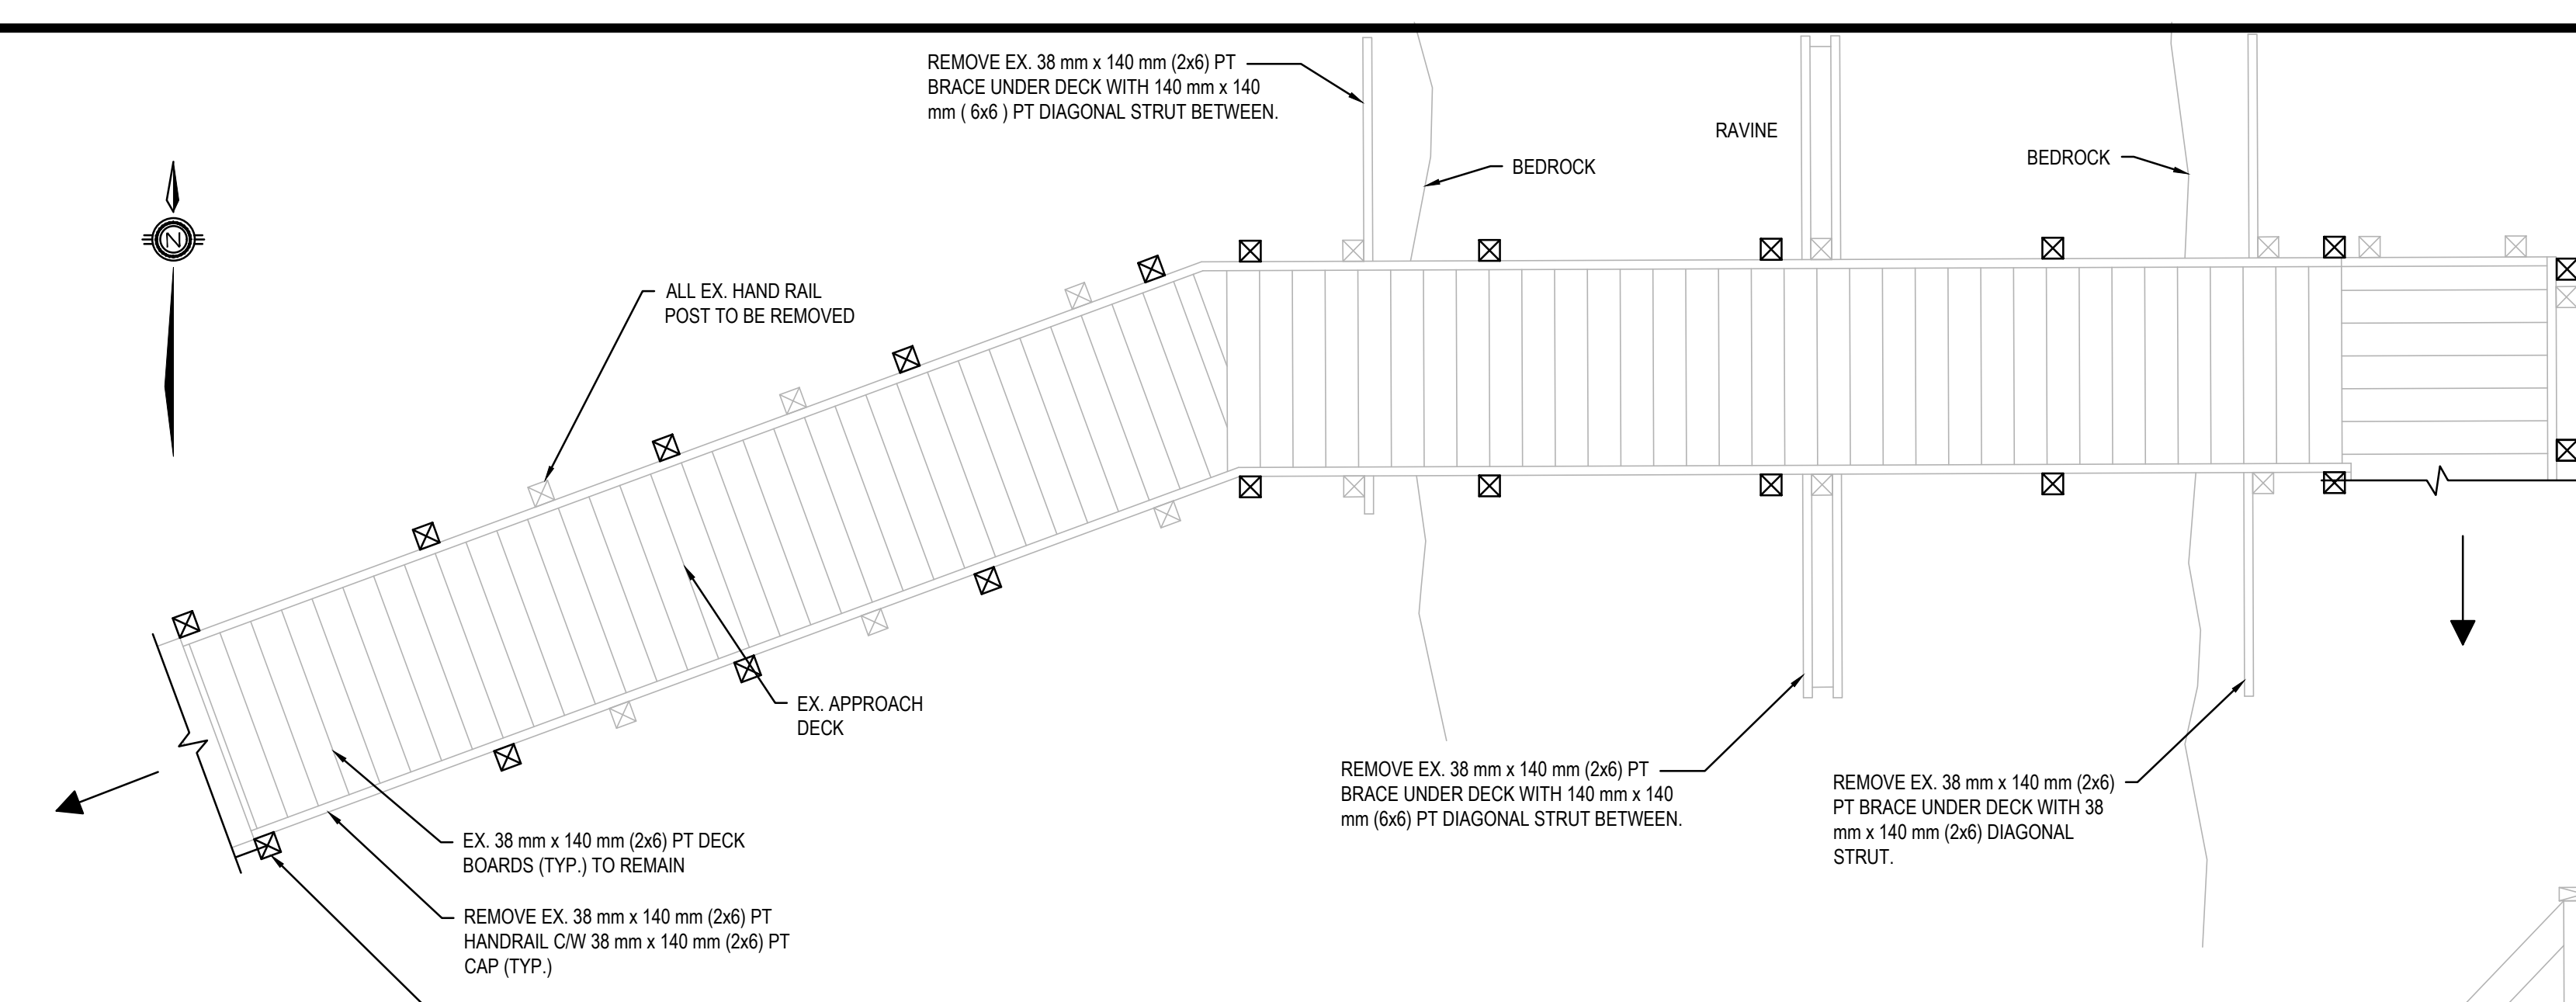 REMOVE EX. 38 mm x 140 mm (2x6) PT
BRACE UNDER DECK WITH 140 mm x 140
mm ( 6x6 ) PT DIAGONAL STRUT BETWEEN.
RAVINE
BEDROCK
BEDROCK
N
ALL EX. HAND RAIL
POST TO BE REMOVED
EX. APPROACH
DECK
REMOVE EX. 38 mm x 140 mm (2x6) PT
BRACE UNDER DECK WITH 140 mm x 140
mm (6x6) PT DIAGONAL STRUT BETWEEN.
REMOVE EX. 38 mm x 140 mm (2x6)
PT BRACE UNDER DECK WITH 38
mm x 140 mm (2x6) DIAGONAL
STRUT.
EX. 38 mm x 140 mm (2x6) PT DECK
BOARDS (TYP.) TO REMAIN
REMOVE EX. 38 mm x 140 mm (2x6) PT
HANDRAIL C/W 38 mm x 140 mm (2x6) PT
CAP (TYP.)